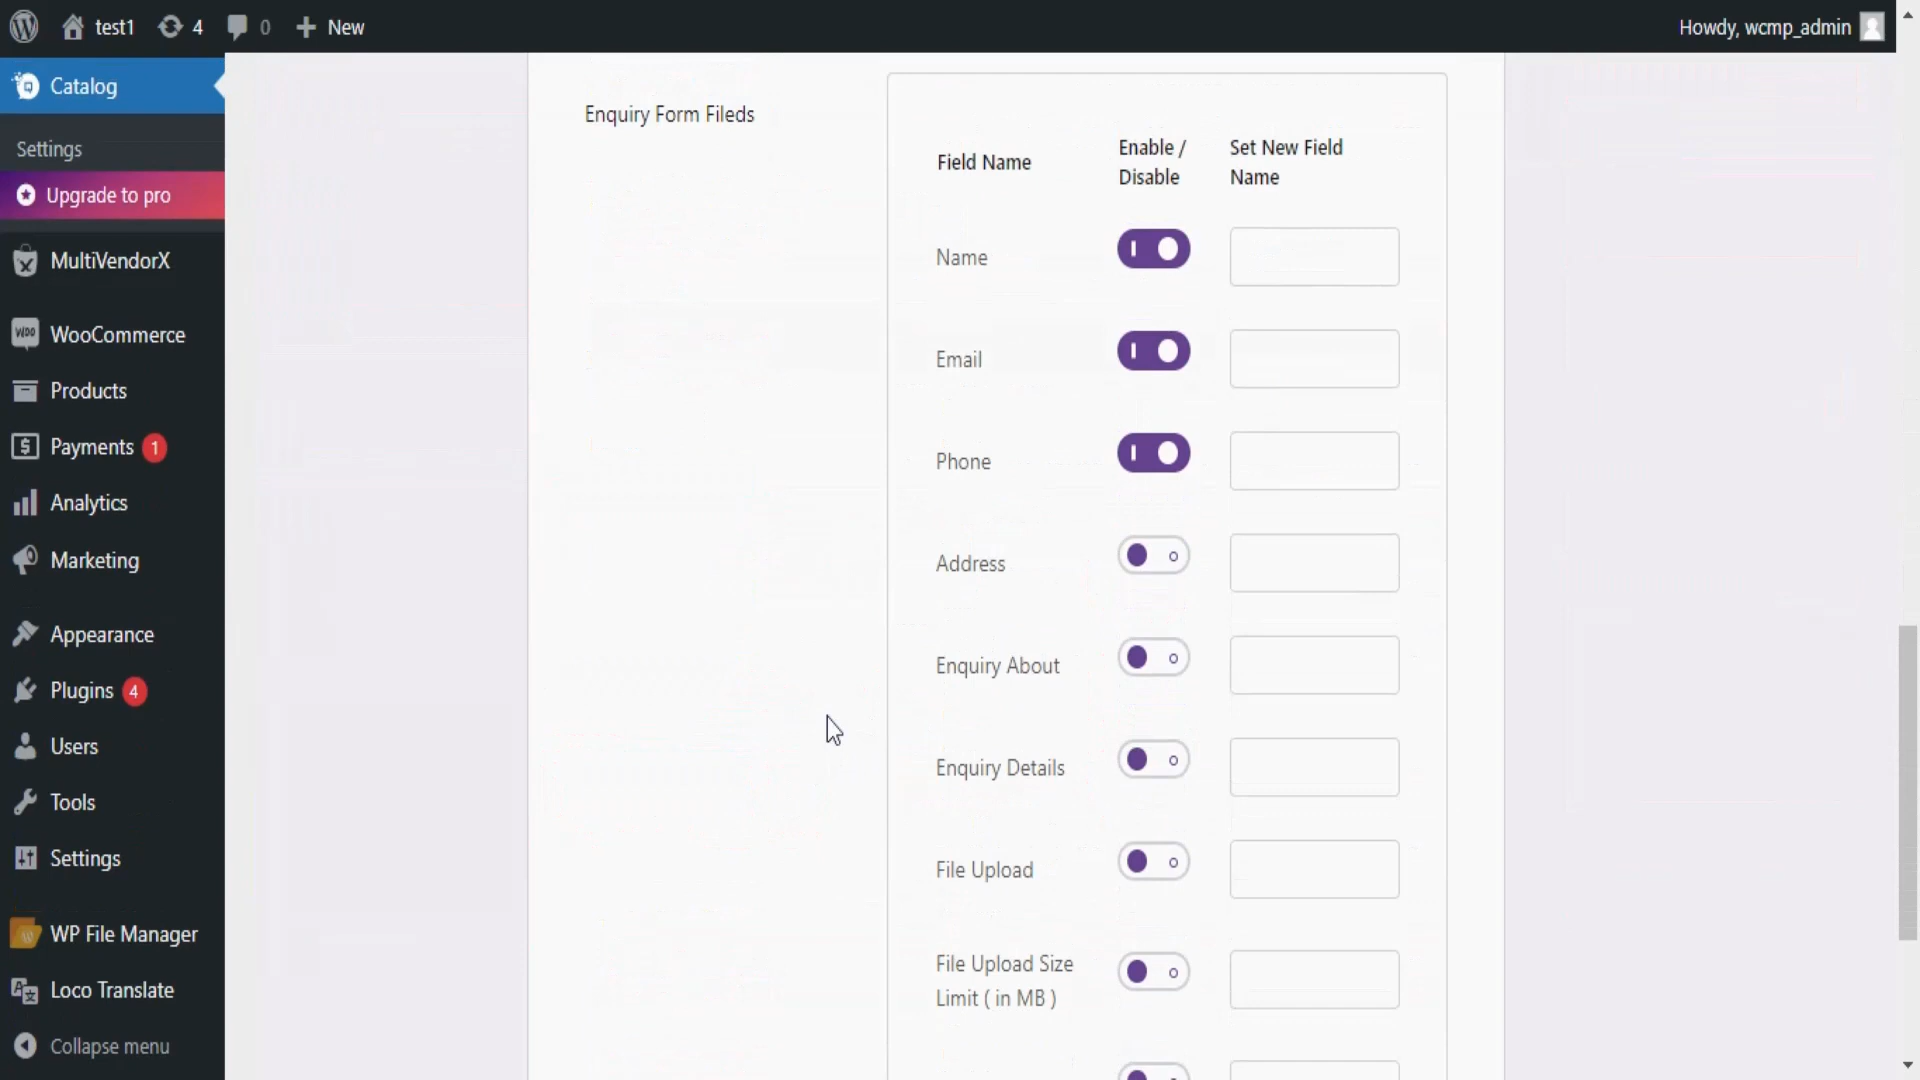 test1
4
0
New
Howdy, wcmp_admin
Catalog
Settings
Upgrade to pro
MultiVendorX
WooCommerce
Products
Payments 1
Analytics
Marketing
Appearance
Plugins 4
Users
Tools
Settings
WP File Manager
Loco Translate
Collapse menu
Enquiry Form Fileds
Field Name
Enable /
Disable
Set New Field
Name
Name
Email
Phone
Address
Enquiry About
Enquiry Details
File Upload
File Upload Size
Limit ( in MB )